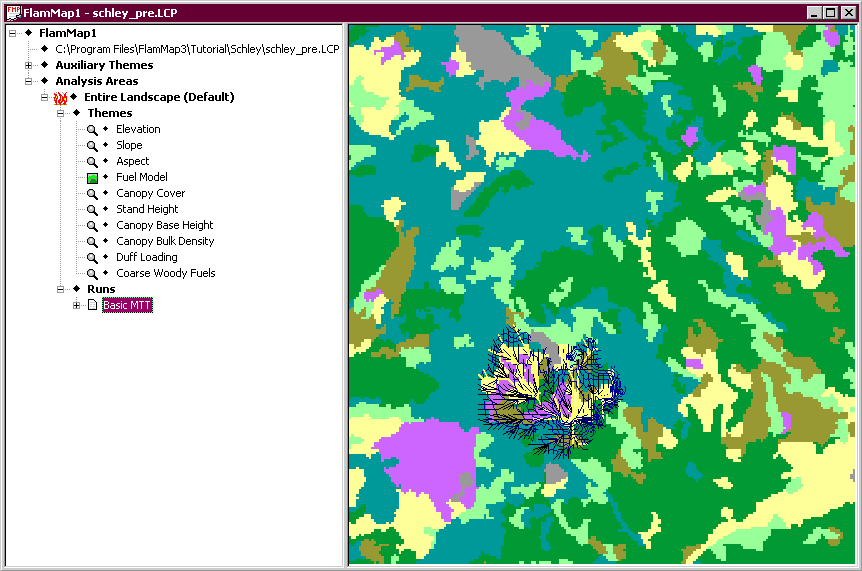 FlamMap1 - schley_pre.LCP
FlamMap1
C:\Program Files\FlamMap3\Tutorial\Schley\schley_pre.LCP
Auxiliary Themes
Analysis Areas
Entire Landscape (Default)
Themes
Elevation
Slope
Aspect
Fuel Model
Canopy Cover
Stand Height
Canopy Base Height
Canopy Bulk Density
Duff Loading
Coarse Woody Fuels
Runs
Basic MTT